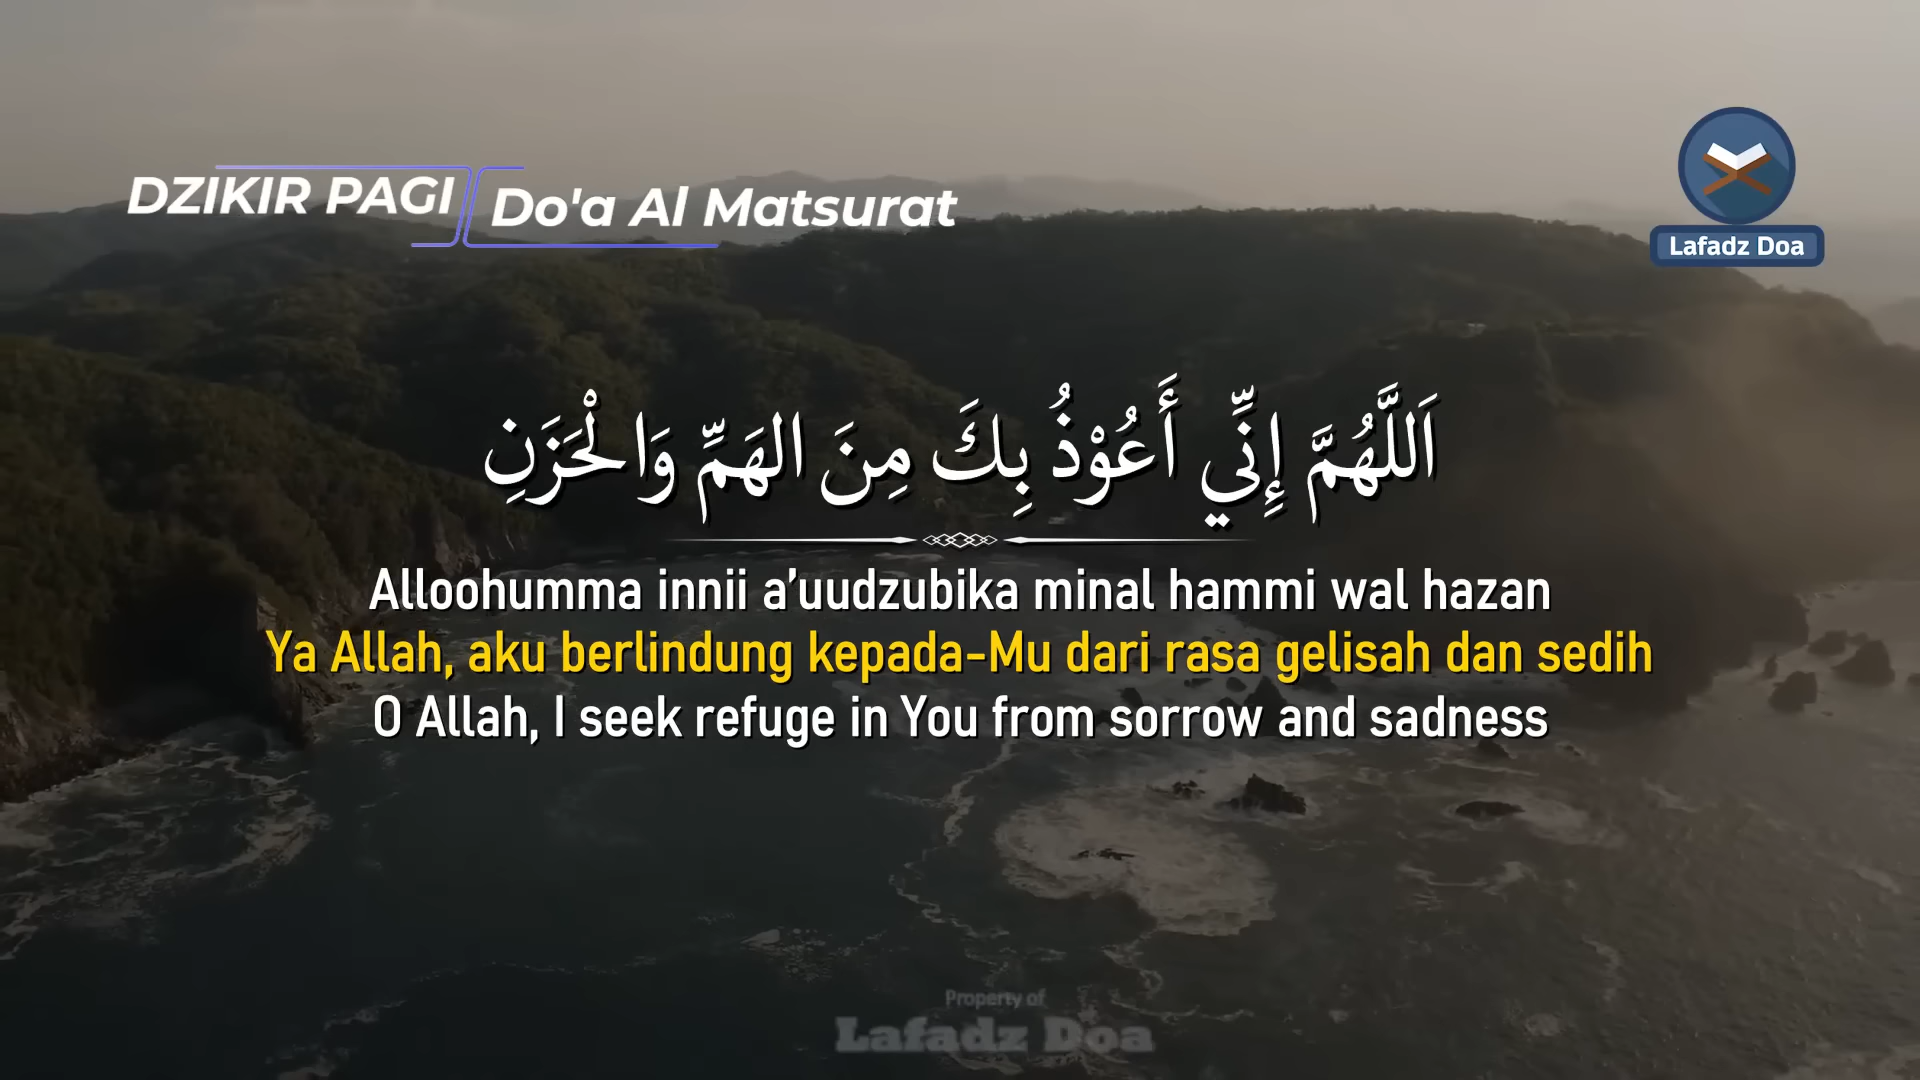 DZIKIR PAGI
Do'a Al Matsurat
Lafadz Doa
اَللَّهُمَّ إِنِّي أَعُوْذُ بِكَ مِنَ الهَمِّ وَالْحَزَنِ
Alloohumma innii a’uudzubika minal hammi wal hazan
Ya Allah, aku berlindung kepada-Mu dari rasa gelisah dan sedih
O Allah, I seek refuge in You from sorrow and sadness
Property of
Lafadz Doa